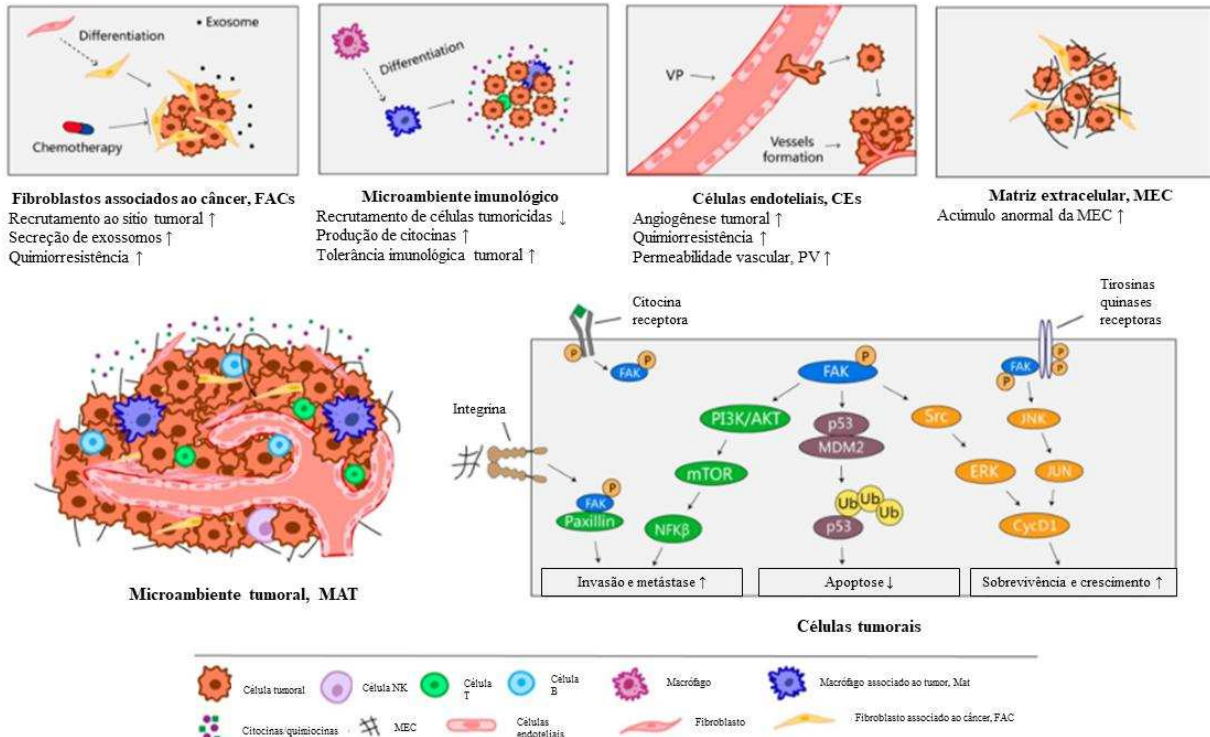 • Exosome
Differentiation
Chemotherapy
Fibroblastos associados ao câncer, FACs
Recrutamento ao sítio tumoral ↑
Secreção de exossomos ↑
Quimiorresistência ↑
Differentiation
Microambiente imunológico
Recrutamento de células tumoricidas ↓
Produção de citocinas ↑
Tolerância imunológica tumoral ↑
VP
Vessels
formation
Células endoteliais, CEs
Angiogênese tumoral ↑
Quimiorresistência ↑
Permeabilidade vascular, PV ↑
Matriz extracelular, MEC
Acúmulo anormal da MEC ↑
Microambiente tumoral, MAT
Citocina
receptora
Tirosinas
quinases
receptoras
P
P
FAK
P
FAK
FAK
P
P
P
Integrina
PI3K/AKT
p53
MDM2
Src
JNK
mTOR
ERK
JUN
P
FAK
Paxillin
NFKβ
Ub
Ub
Ub
p53
CycD1
Invasão e metástase ↑
Apoptose ↓
Sobrevivência e crescimento ↑
Células tumorais
Célula tumoral
Célula NK
Célula
T
Célula
B
Macrófago
Macrófago associado ao tumor, Mat
Citocinas/quimiocinas
MEC
Células
endoteliais
Fibroblasto
Fibroblasto associado ao câncer, FAC